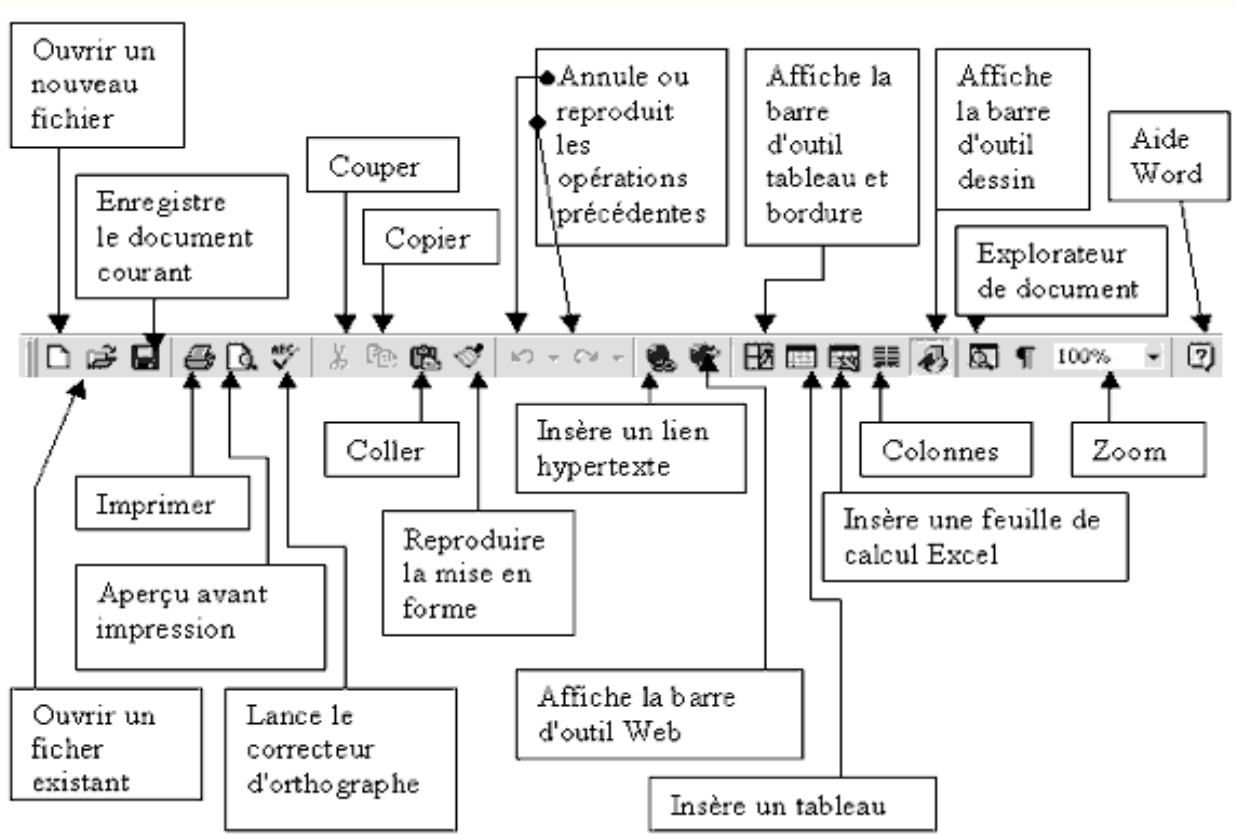 Ouvrir un
nouveau
fichier
Enregistre
le document
courant
Couper
Copier
Annule ou
reproduit
les
opérations
précédentes
Affiche la
barre
d'outil
tableau et
bordure
Affiche
la barre
d'outil
dessin
Explorateur
de document
Aide
Word
ABC
100%
Imprimer
Aperçu avant
impression
Ouvrir un
ficher
existant
Lance le
correcteur
d'orthographe
Coller
Reproduire
la mise en
forme
Insère un lien
hypertexte
Affiche la barre
d'outil Web
Colonnes
Zoom
Insère une feuille de
calcul Excel
Insère un tableau